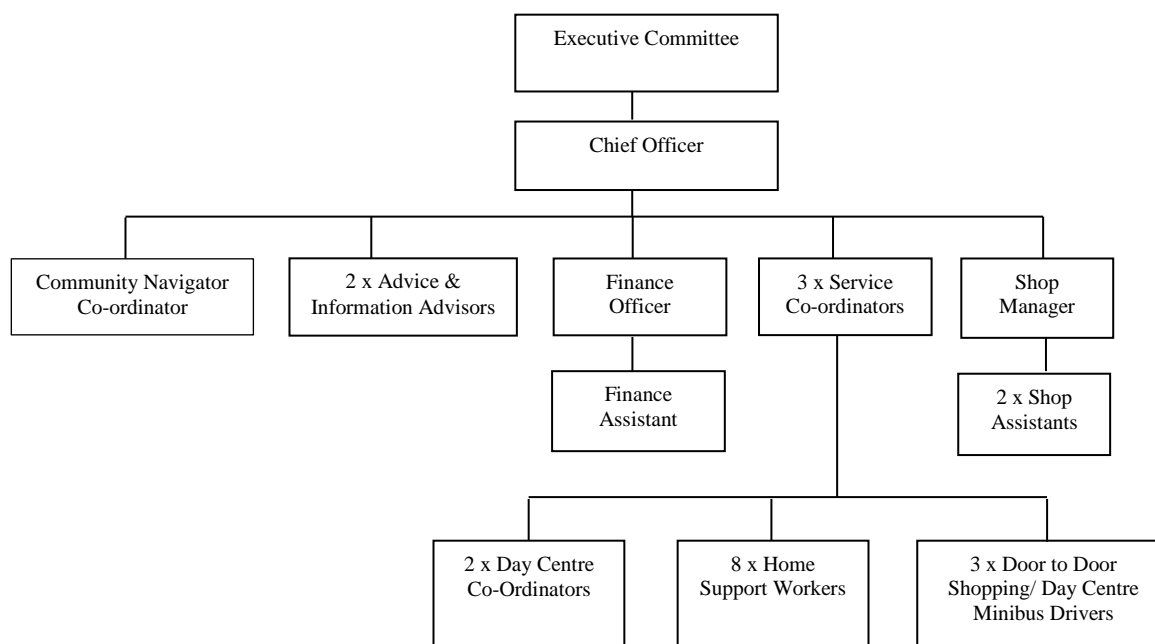 Executive Committee
Chief Officer
Community Navigator
Co-ordinator
2 x Advice &
Information Advisors
Finance
Officer
3 x Service
Co-ordinators
Shop
Manager
Finance
Assistant
2 x Shop
Assistants
2 x Day Centre
Co-Ordinators
8 x Home
Support Workers
3 x Door to Door
Shopping/ Day Centre
Minibus Drivers